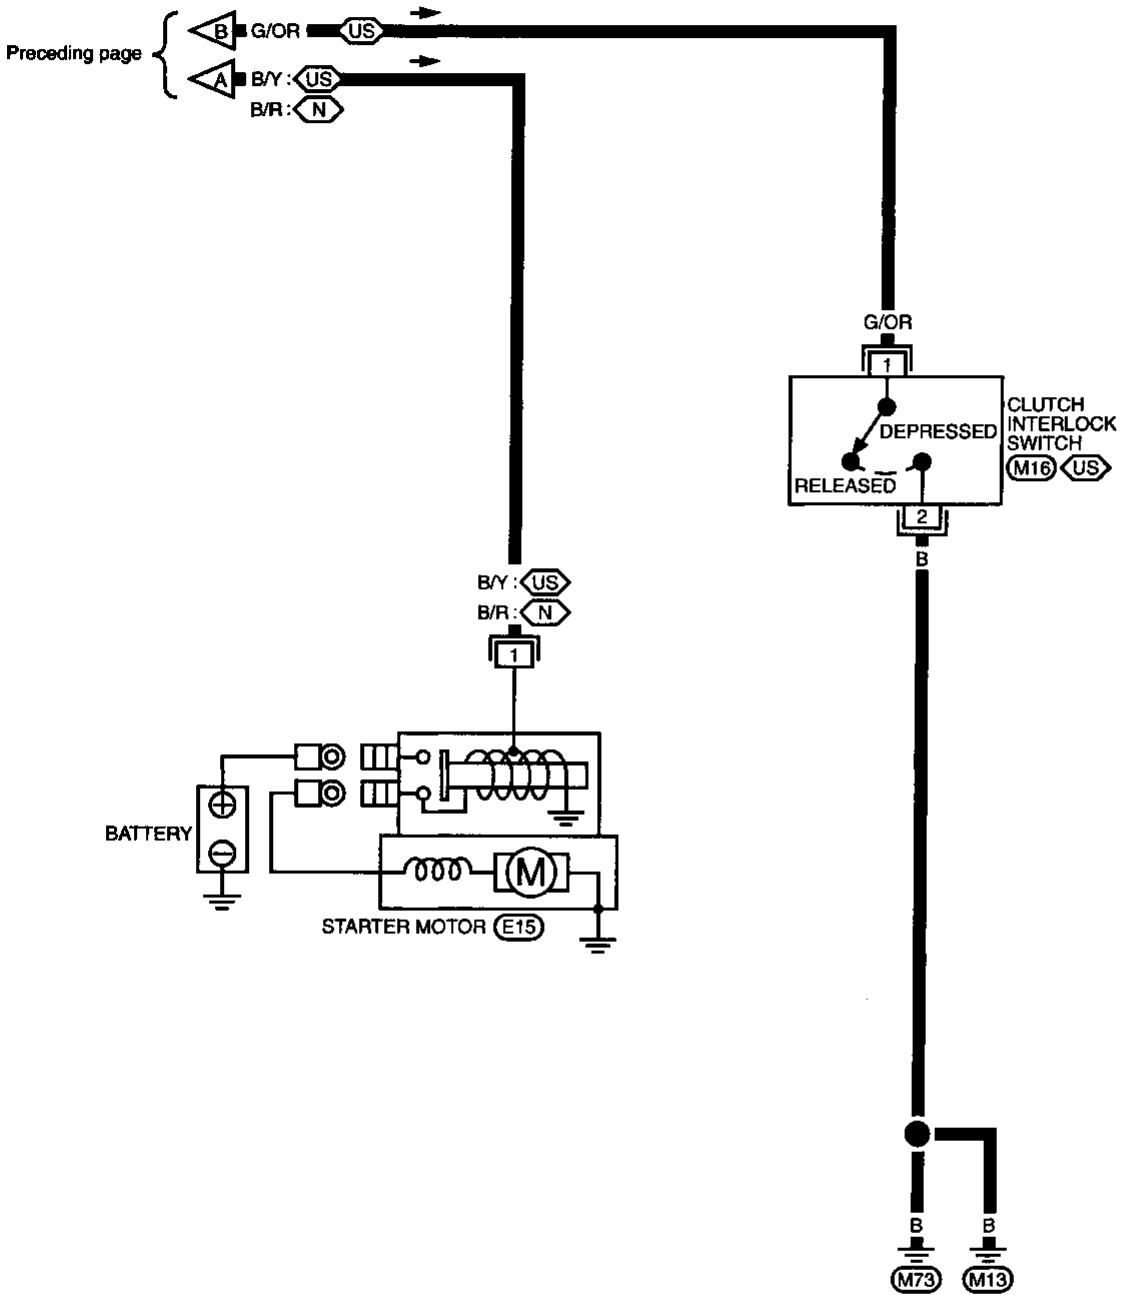 Preceding page
B G/OR US
A B/Y : US
B/R : N
G/OR
1
DEPRESSED
RELEASED
CLUTCH
INTERLOCK
SWITCH
M16 US
2
B
B/Y : US
B/R : N
1
BATTERY
M
STARTER MOTOR E15
B B
M73 M13